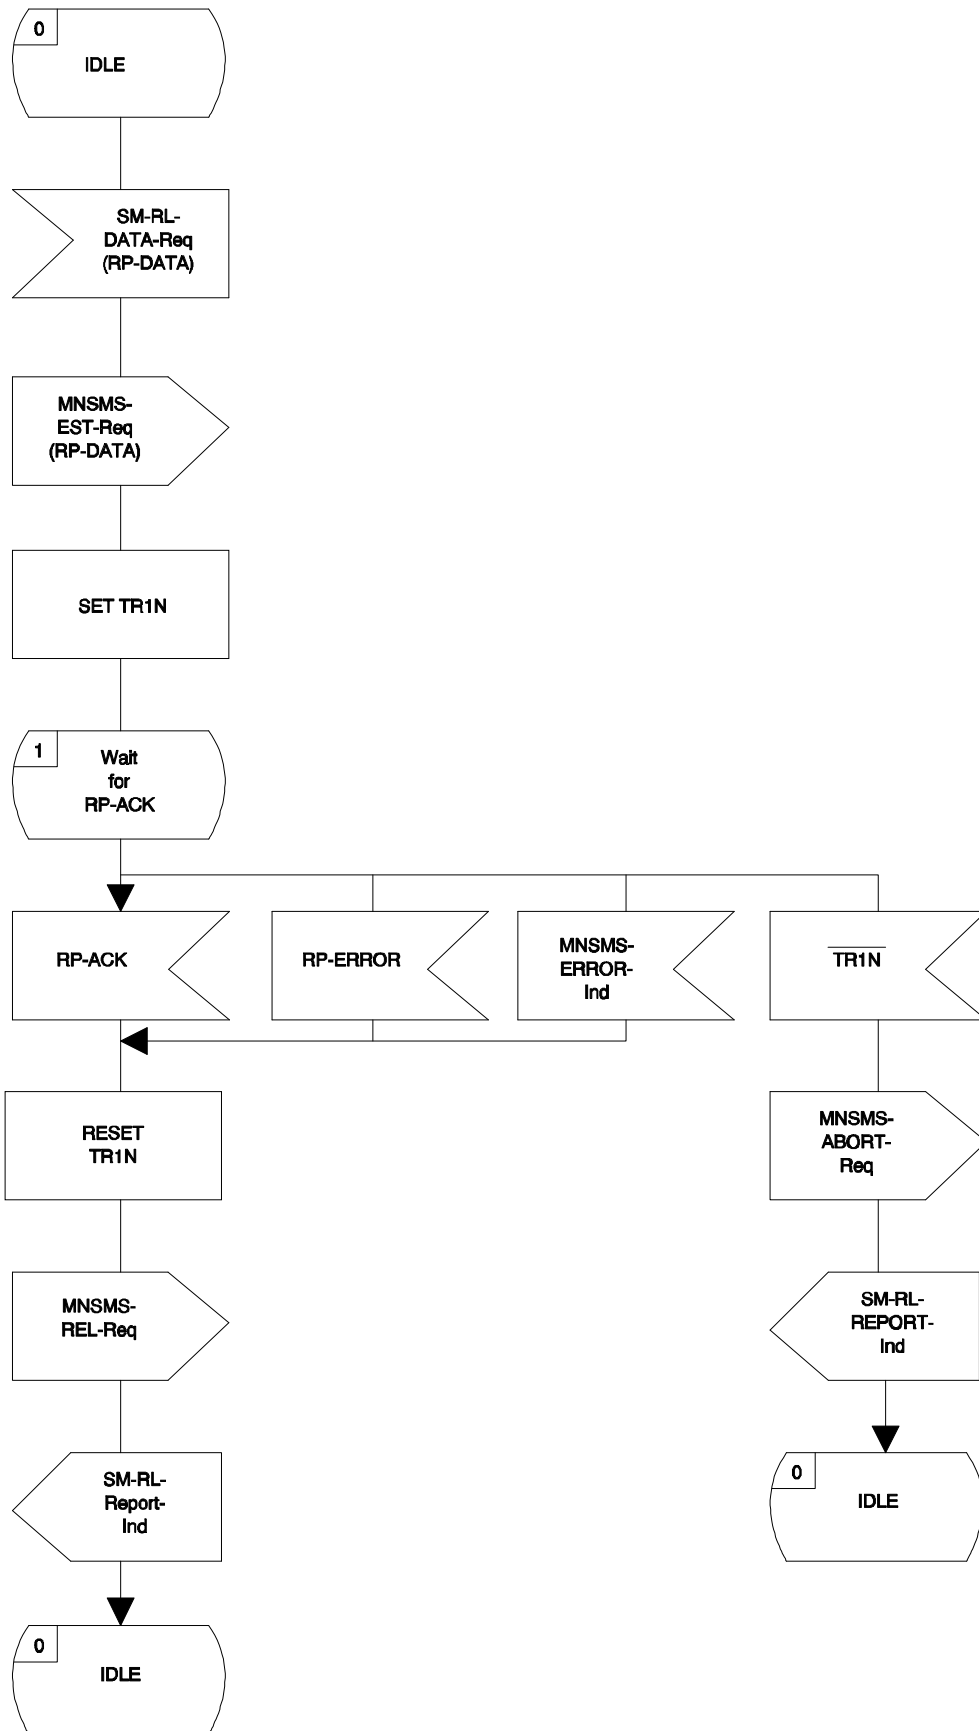 0
IDLE
SM-RL-
DATA-Req
(RP-DATA)
MNSMS-
EST-Req
(RP-DATA)
SET TR1N
1
Wait
for
RP-ACK
RP-ACK
RP-ERROR
MNSMS-
ERROR-
Ind
TR1N
RESET
TR1N
MNSMS-
ABORT-
Req
MNSMS-
REL-Req
SM-RL-
REPORT-
Ind
SM-RL-
Report-
Ind
0
IDLE
0
IDLE